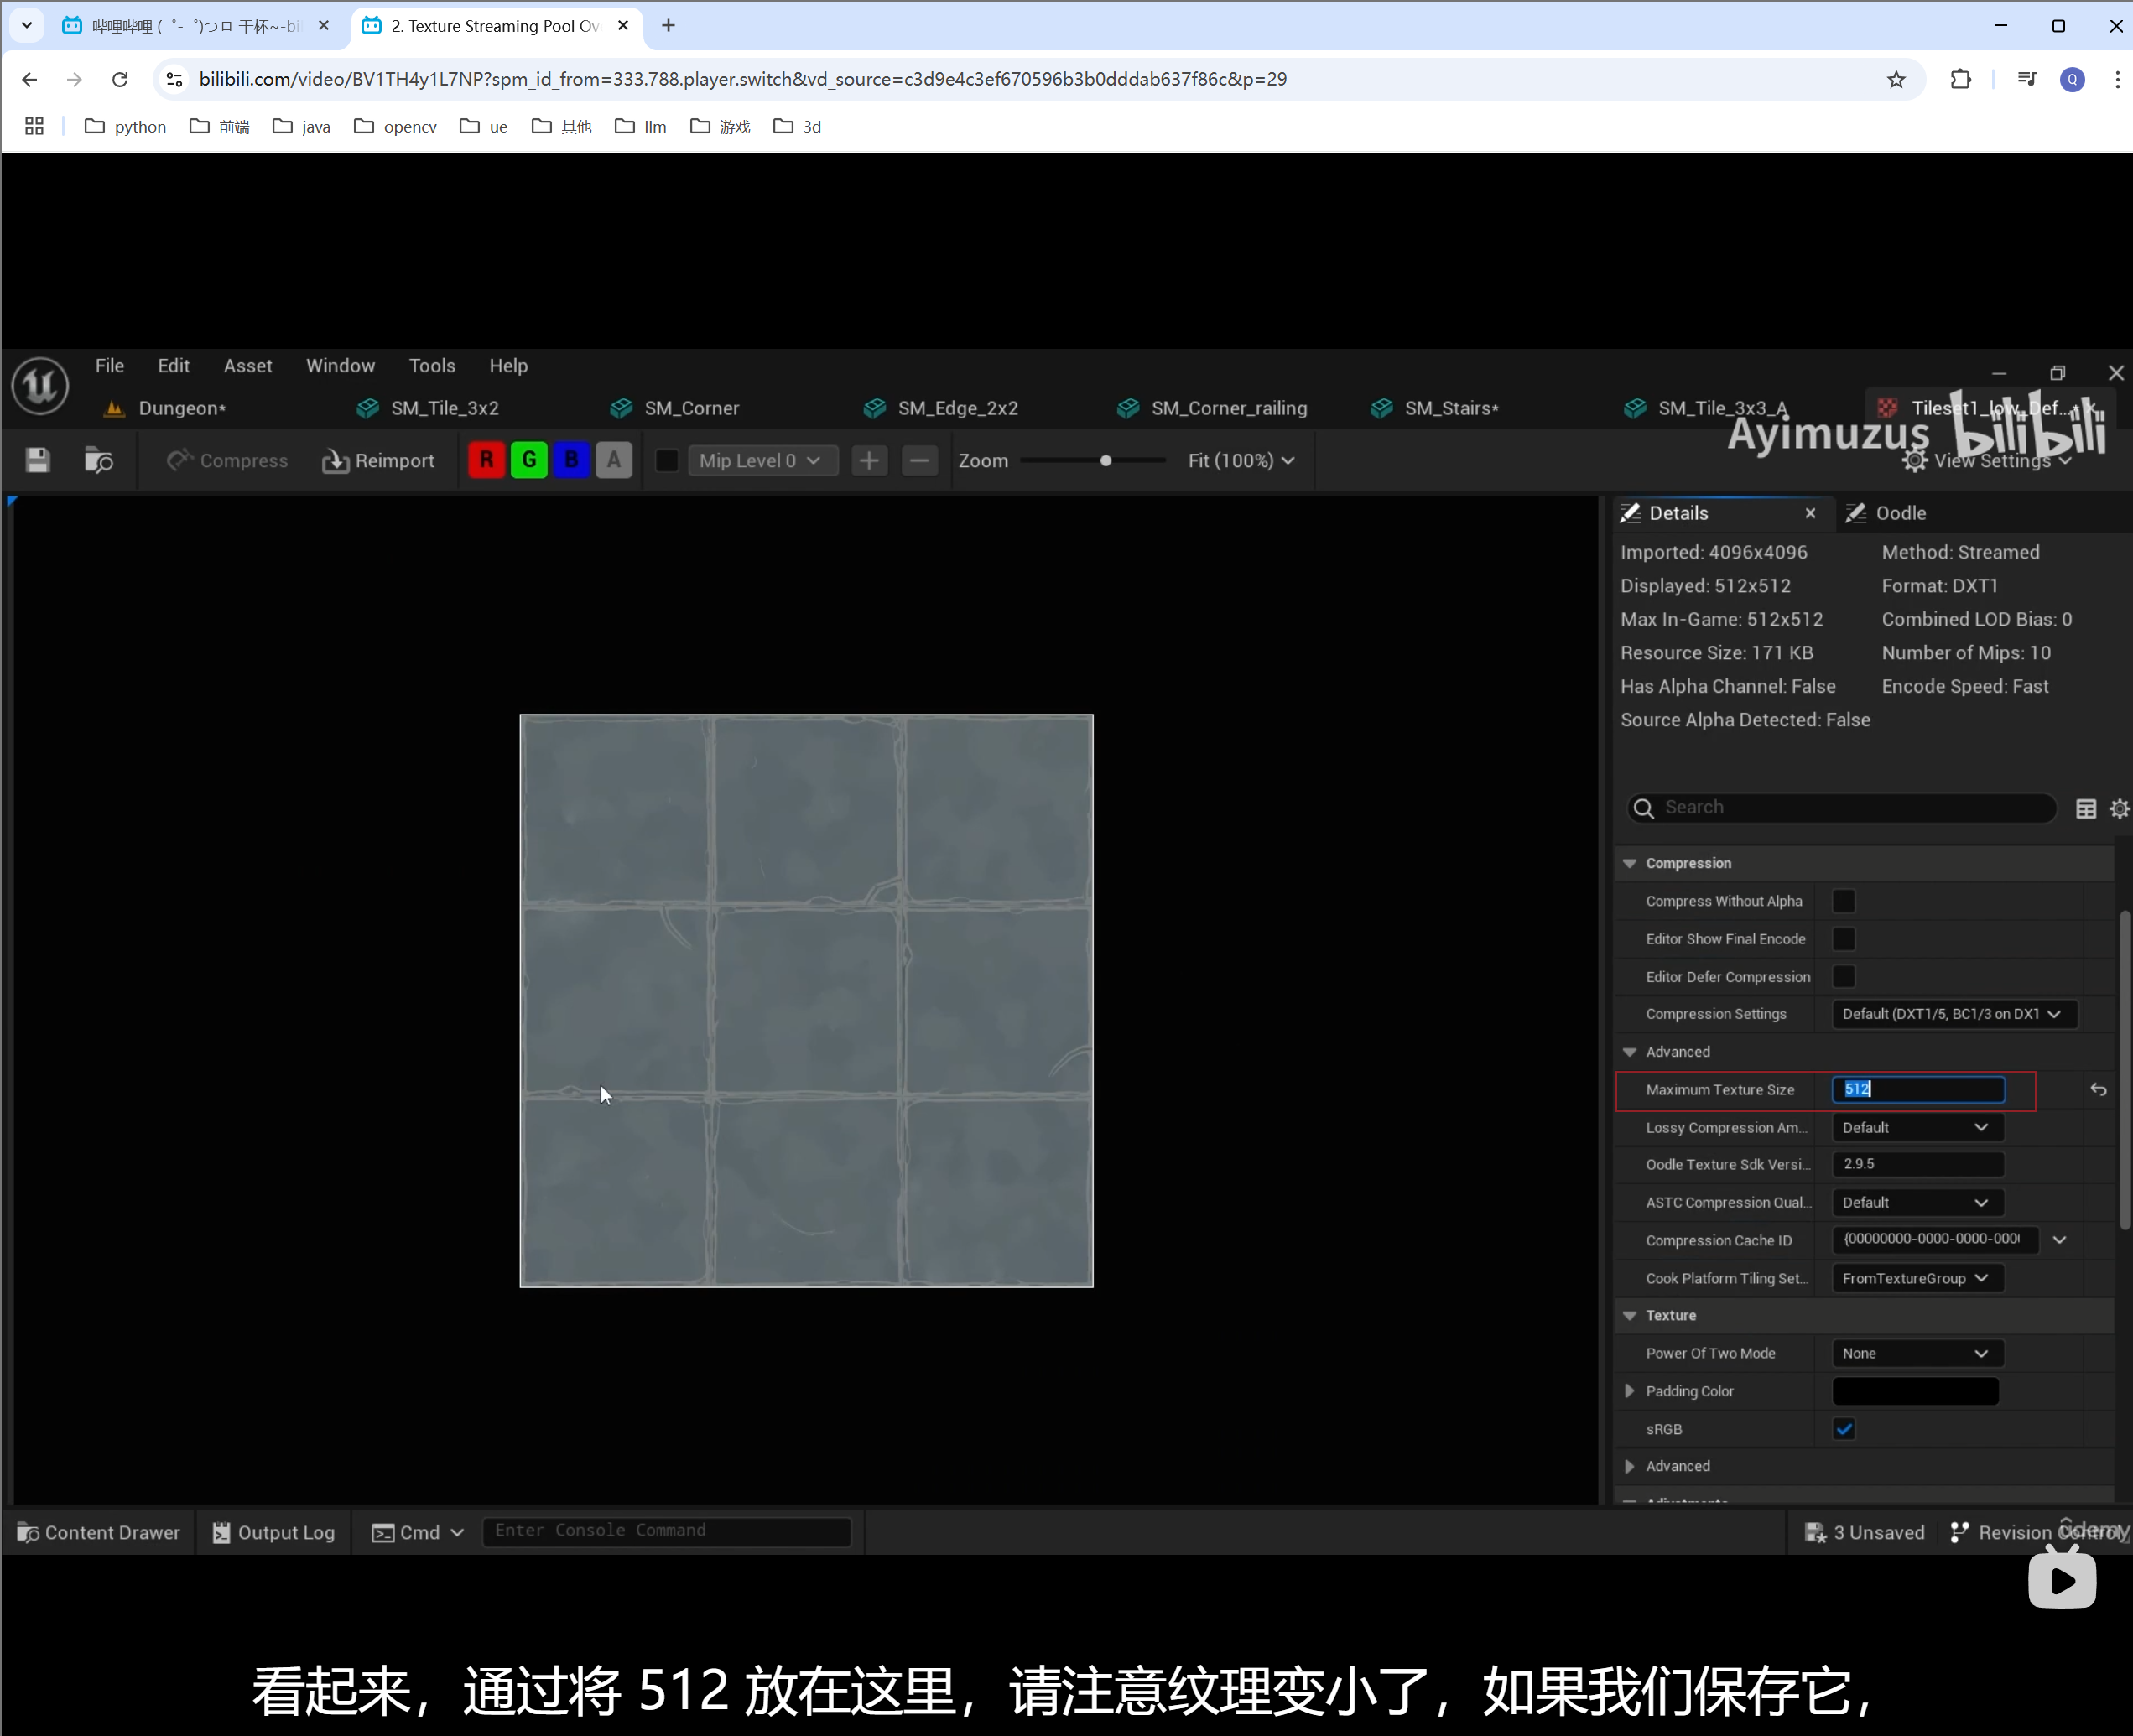 哔哩哔哩 (゜-゜)つロ 干杯~-bi
2. Texture Streaming Pool Ov
bilibili.com/video/BV1TH4y1L7NP?spm_id_from=333.788.player.switch&vd_source=c3d9e4c3ef670596b3b0dddab637f86c&p=29
Q
python 前端 java opencv ue 其他 llm 游戏 3d
File Edit Asset Window Tools Help
Dungeon* SM_Tile_3x2 SM_Corner SM_Edge_2x2 SM_Corner_railing SM_Stairs* SM_Tile_3x3_A Tileset1_low_Def...*
Ayimuzus bilibili
Compress Reimport R G B A Mip Level 0 Zoom Fit (100%) View Settings
Details Oodle
Imported: 4096x4096 Method: Streamed
Displayed: 512x512 Format: DXT1
Max In-Game: 512x512 Combined LOD Bias: 0
Resource Size: 171 KB Number of Mips: 10
Has Alpha Channel: False Encode Speed: Fast
Source Alpha Detected: False
Search
Compression
Compress Without Alpha
Editor Show Final Encode
Editor Defer Compression
Compression Settings Default (DXT1/5, BC1/3 on DX1
Advanced
Maximum Texture Size 512
Lossy Compression Am... Default
Oodle Texture Sdk Versi... 2.9.5
ASTC Compression Qual... Default
Compression Cache ID {00000000-0000-0000-000
Cook Platform Tiling Set... FromTextureGroup
Texture
Power Of Two Mode None
Padding Color
sRGB
Advanced
Content Drawer Output Log Cmd Enter Console Command 3 Unsaved Revision Control
Udemy
看起来，通过将 512 放在这里，请注意纹理变小了，如果我们保存它，